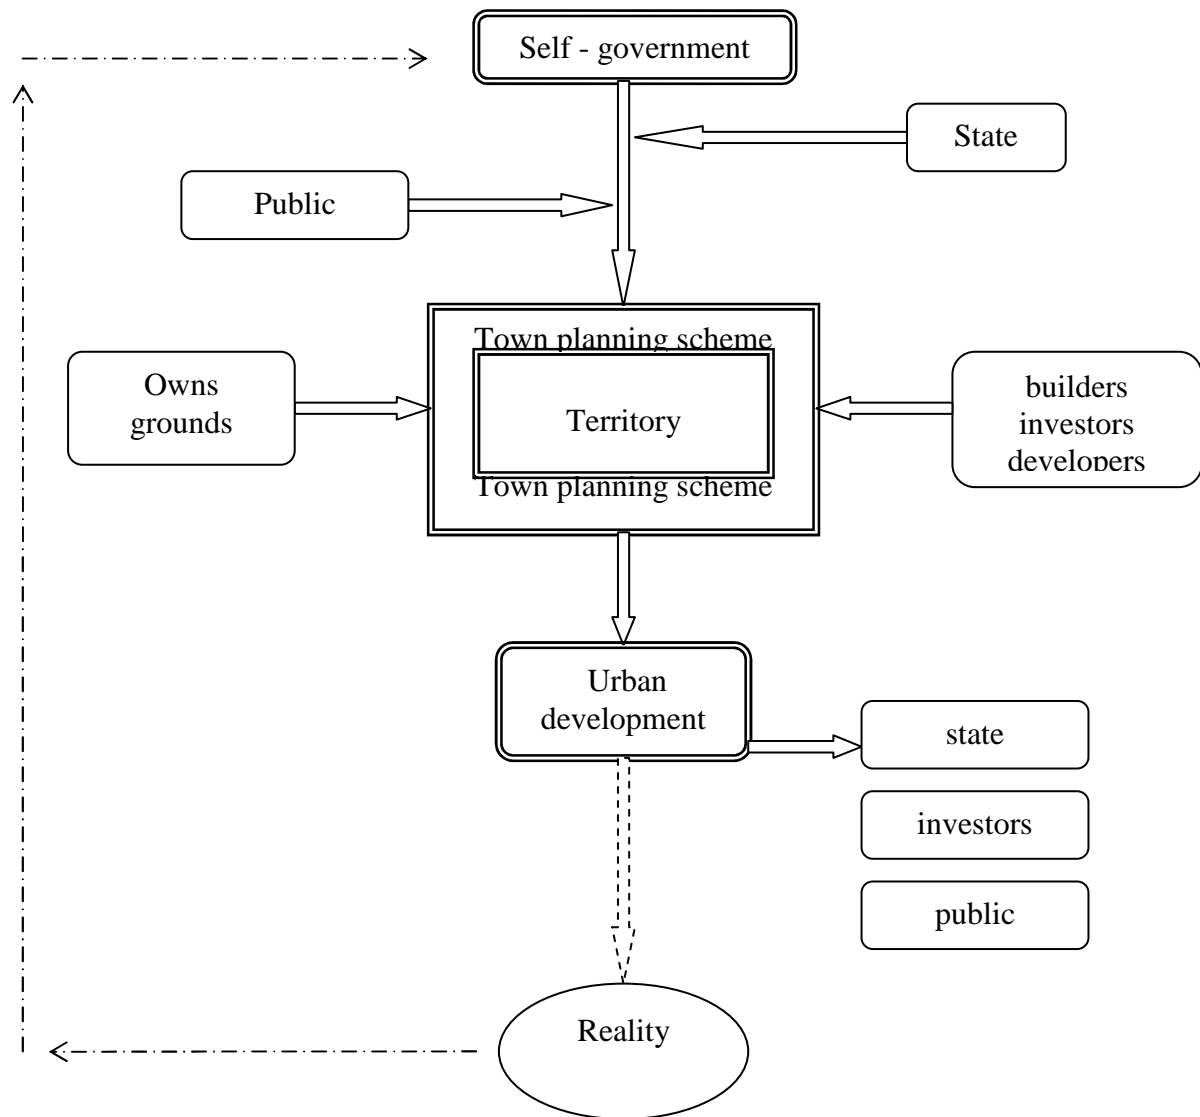 Self - government
State
Public
Town planning scheme
Owns
grounds
Territory
builders
investors
developers
Town planning scheme
Urban
development
state
investors
public
Reality